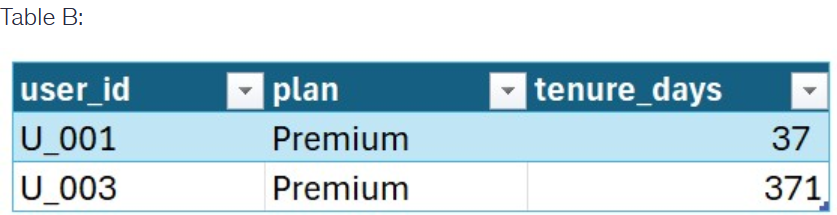 Table B:
user_id plan tenure_days
U_001 Premium 37
U_003 Premium 371